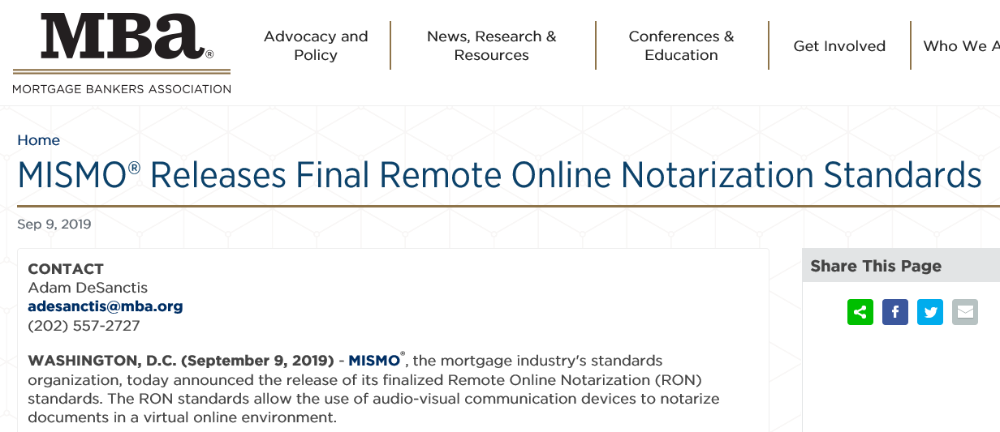 MBa®
MORTGAGE BANKERS ASSOCIATION
Advocacy and
Policy
News, Research &
Resources
Conferences &
Education
Get Involved
Who We A
Home
MISMO® Releases Final Remote Online Notarization Standards
Sep 9, 2019
CONTACT
Adam DeSanctis
adesanctis@mba.org
(202) 557-2727
WASHINGTON, D.C. (September 9, 2019) - MISMO®, the mortgage industry's standards
organization, today announced the release of its finalized Remote Online Notarization (RON)
standards. The RON standards allow the use of audio-visual communication devices to notarize
documents in a virtual online environment.
Share This Page